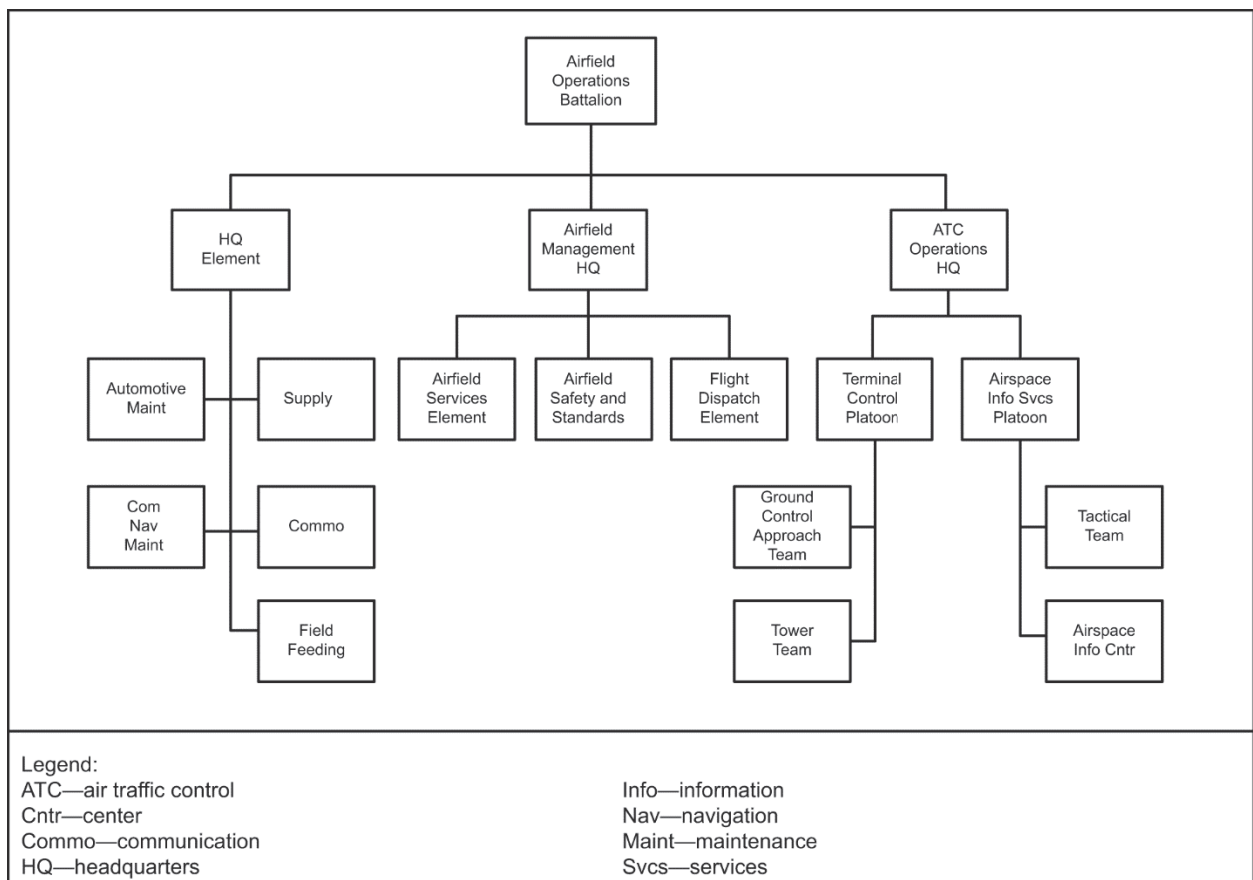 Airfield
Operations
Battalion
HQ
Element
Airfield
Management
HQ
ATC
Operations
HQ
Automotive
Maint
Supply
Airfield
Services
Element
Airfield
Safety and
Standards
Flight
Dispatch
Element
Terminal
Control
Platoon
Airspace
Info Svcs
Platoon
Com
Nav
Maint
Commo
Ground
Control
Approach
Team
Tactical
Team
Field
Feeding
Tower
Team
Airspace
Info Cntr
Legend:
ATC—air traffic control
Cntr—center
Commo—communication
HQ—headquarters
Info—information
Nav—navigation
Maint—maintenance
Svcs—services